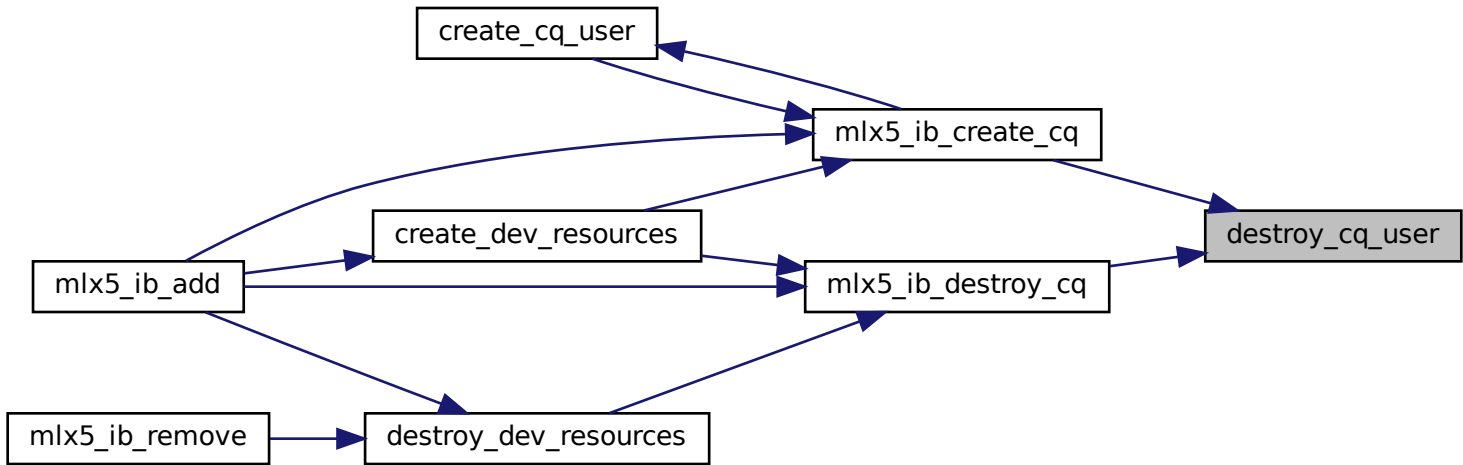 create_cq_user
mlx5_ib_create_cq
create_dev_resources
destroy_cq_user
mlx5_ib_add
mlx5_ib_destroy_cq
mlx5_ib_remove
destroy_dev_resources